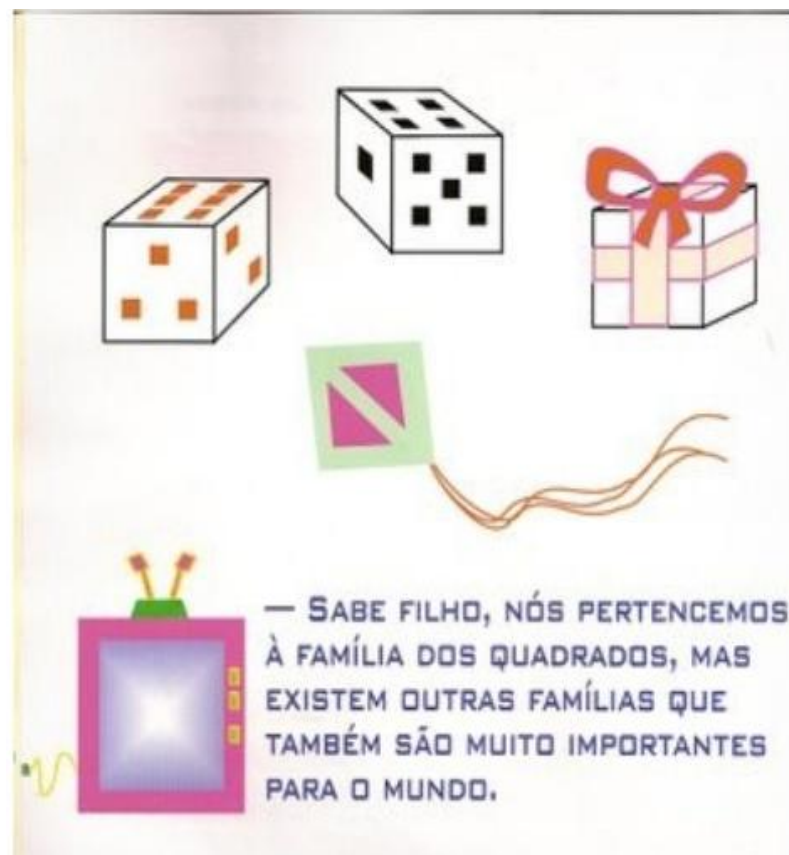 — SABE FILHO, NÓS PERTENCEMOS
À FAMÍLIA DOS QUADRADOS, MAS
EXISTEM OUTRAS FAMÍLIAS QUE
TAMBÉM SÃO MUITO IMPORTANTES
PARA O MUNDO.